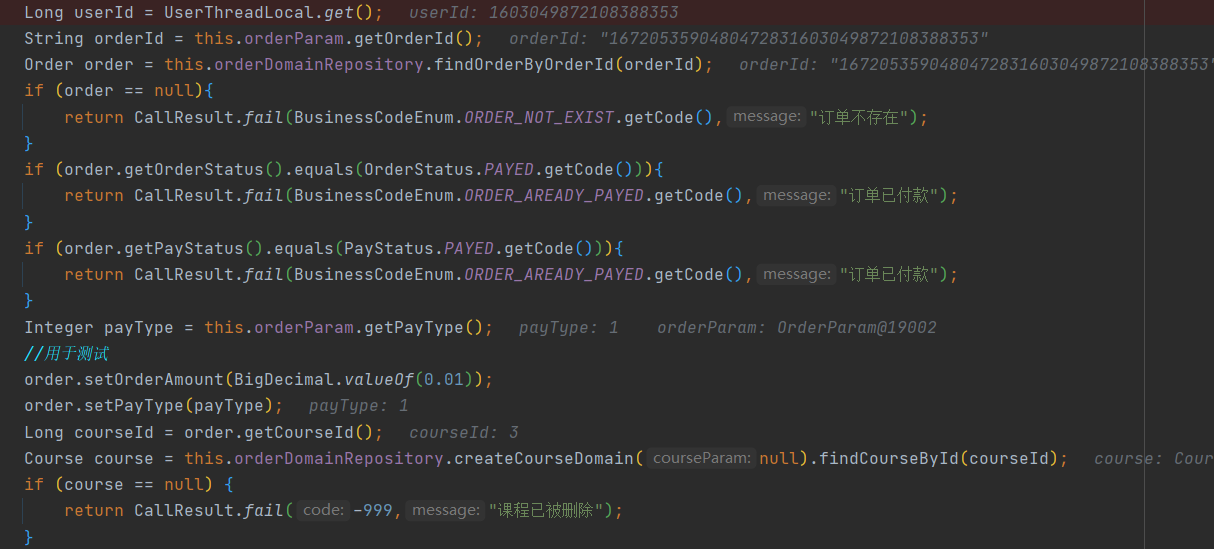 Long userId = UserThreadLocal.get();   userId: 1603049872108388353
String orderId = this.orderParam.getOrderId();   orderId: "16720535904804728316030498​72108388353"
Order order = this.orderDomainRepository.findOrderByOrderId(orderId);   orderId: "1672053590480472831603049872108388353"
if (order == null){
    return CallResult.fail(BusinessCodeEnum.ORDER_NOT_EXIST.getCode(), message: "订单不存在");
}
if (order.getOrderStatus().equals(OrderStatus.PAYED.getCode())){
    return CallResult.fail(BusinessCodeEnum.ORDER_AREADY_PAYED.getCode(), message: "订单已付款");
}
if (order.getPayStatus().equals(PayStatus.PAYED.getCode())){
    return CallResult.fail(BusinessCodeEnum.ORDER_AREADY_PAYED.getCode(), message: "订单已付款");
}
Integer payType = this.orderParam.getPayType();   payType: 1    orderParam: OrderParam@19002
//用于测试
order.setOrderAmount(BigDecimal.valueOf(0.01));
order.setPayType(payType);   payType: 1
Long courseId = order.getCourseId();   courseId: 3
Course course = this.orderDomainRepository.createCourseDomain( courseParam: null).findCourseById(courseId);   course: Cour
if (course == null) {
    return CallResult.fail( code: -999, message: "课程已被删除");
}